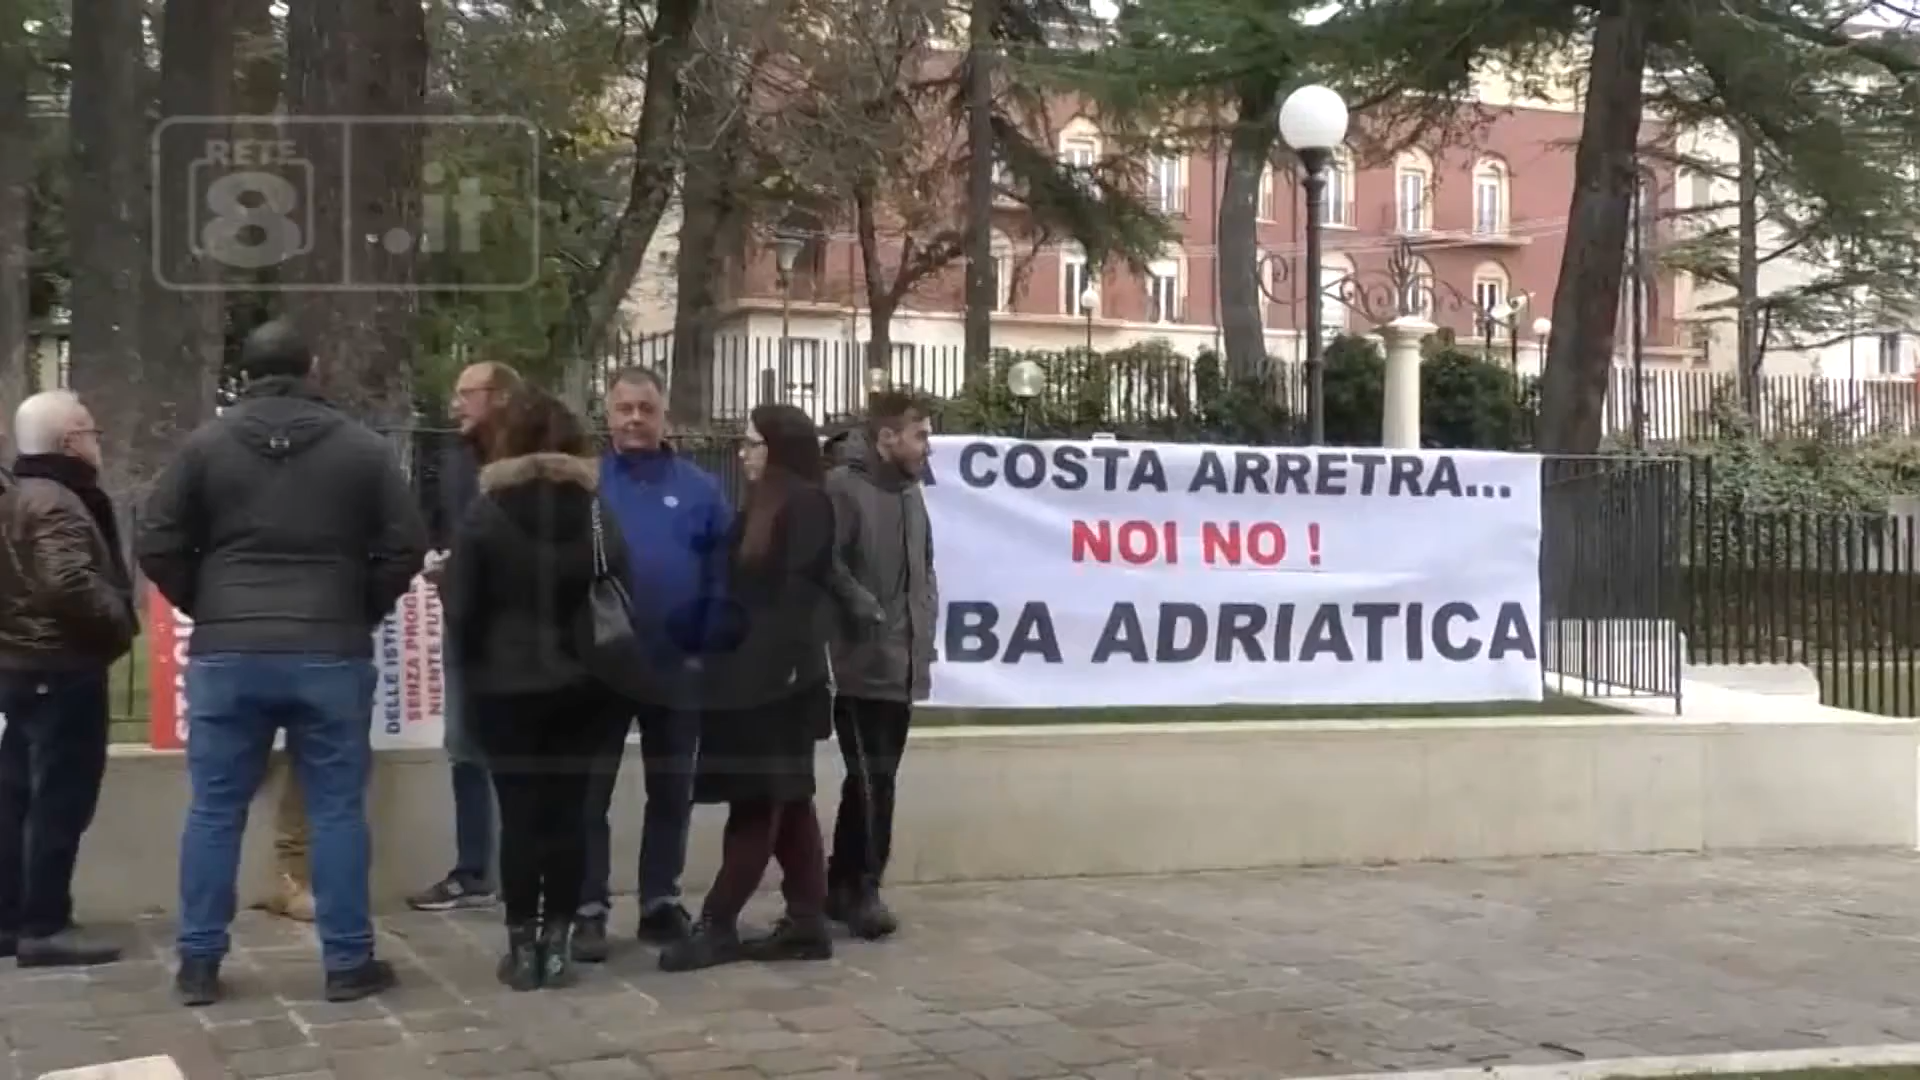 RETE
8 .it
COSTA ARRETRA...
NOI NO !
BA ADRIATICA
DELLE ISTIT
SENZA PROG
NIENTE FUTU